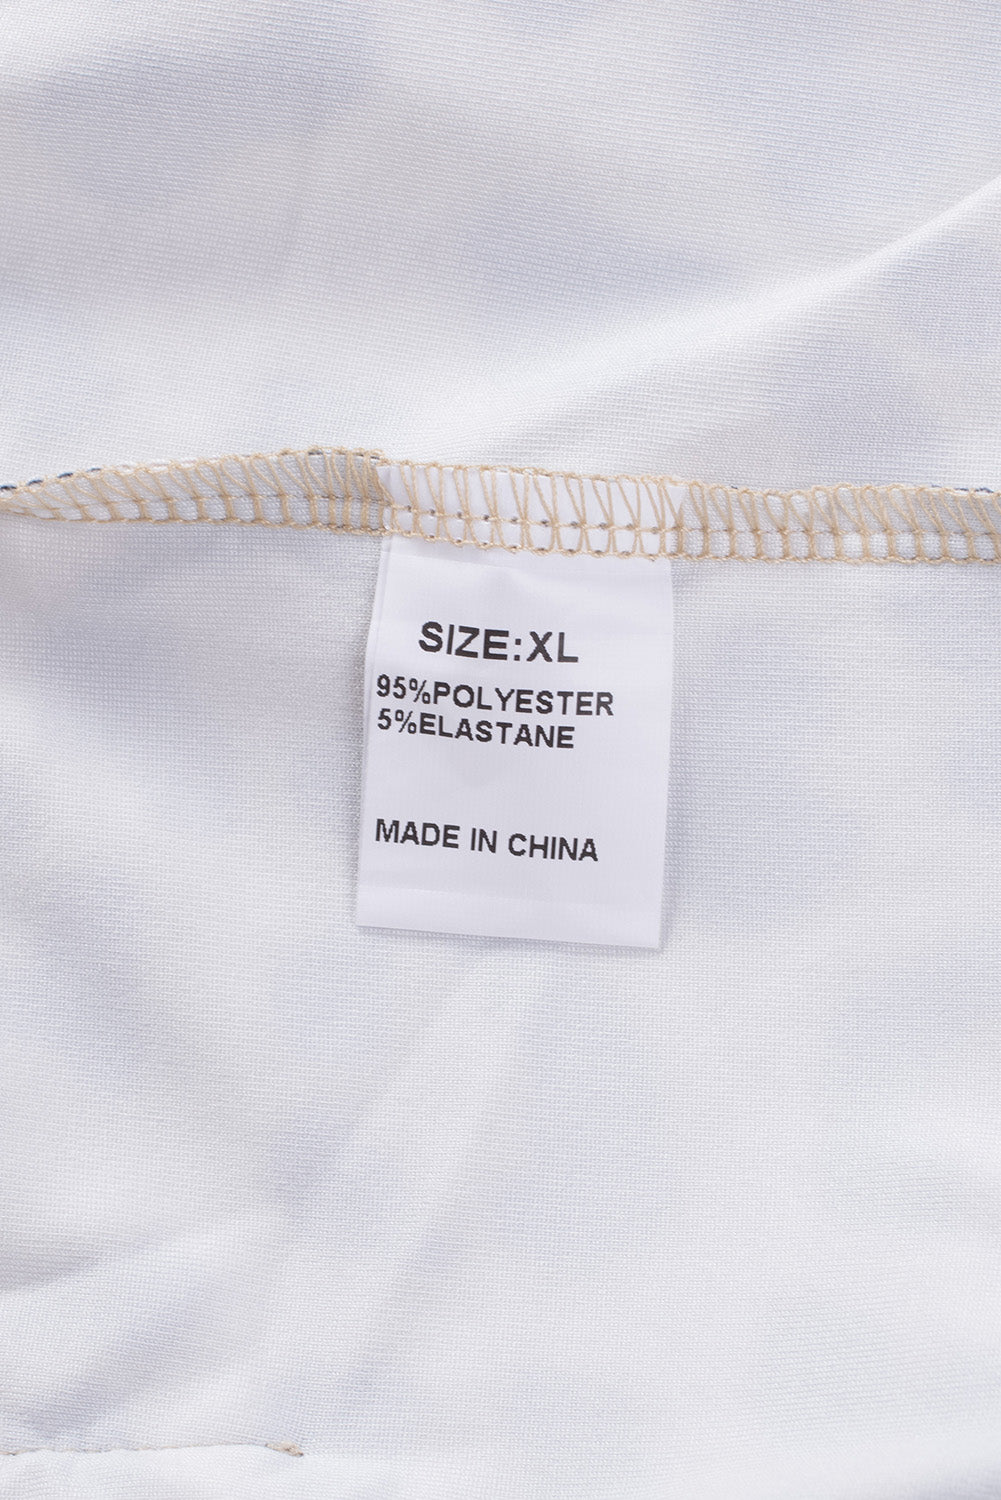 SIZE:XL
95%POLYESTER
5%ELASTANE
MADE IN CHINA